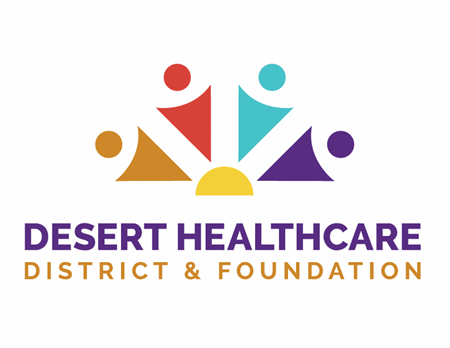 DESERT HEALTHCARE
DISTRICT & FOUNDATION